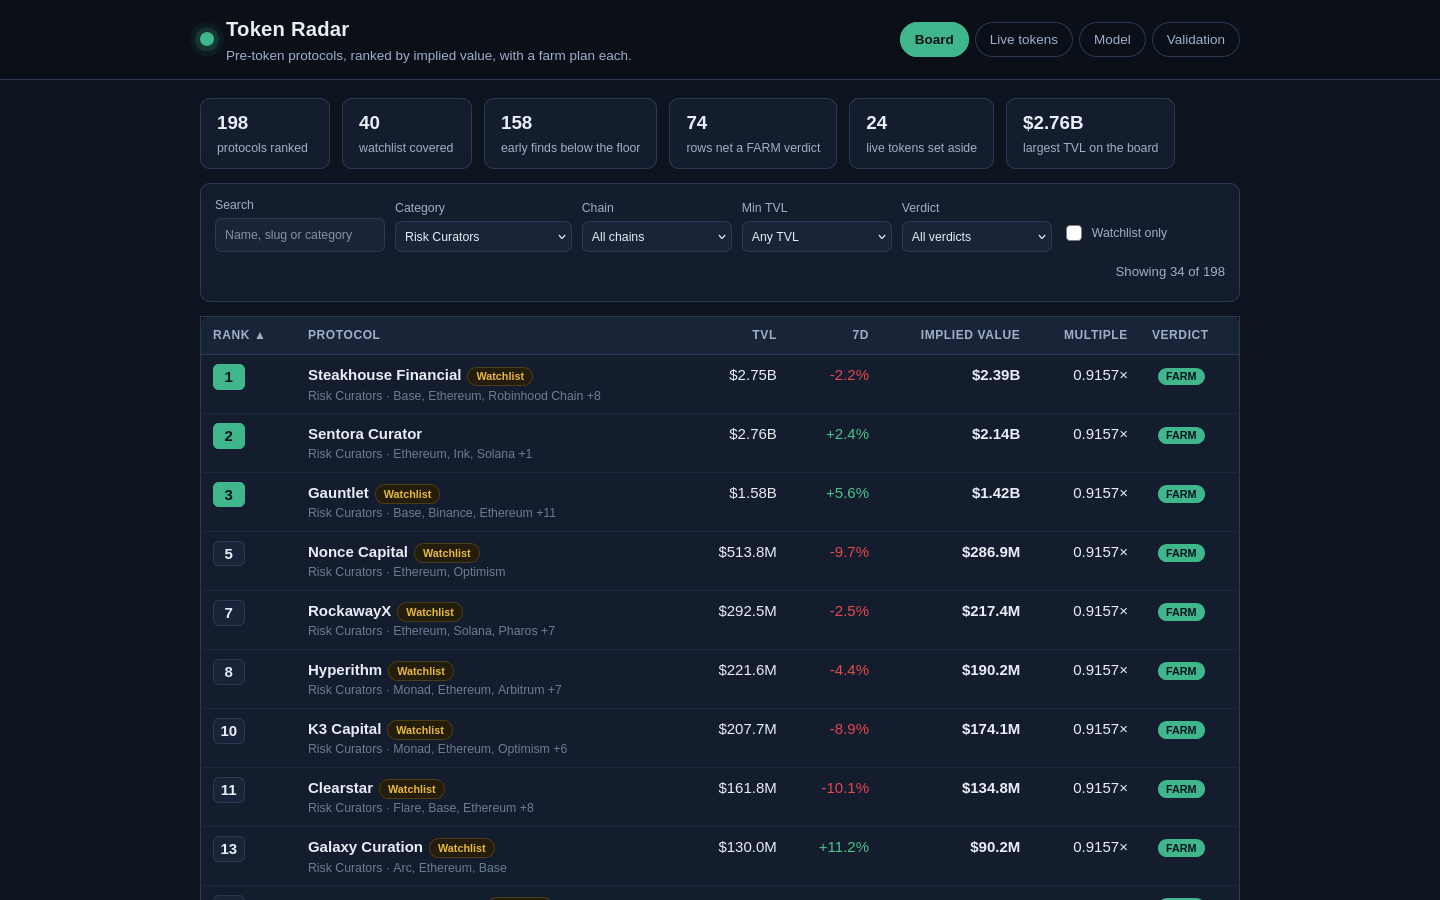 Token Radar
Pre-token protocols, ranked by implied value, with a farm plan each.
Board
Live tokens
Model
Validation
198
protocols ranked
40
watchlist covered
158
early finds below the floor
74
rows net a FARM verdict
24
live tokens set aside
$2.76B
largest TVL on the board
Search
Name, slug or category
Category
Risk Curators
Chain
All chains
Min TVL
Any TVL
Verdict
All verdicts
Watchlist only
Showing 34 of 198
RANK ▲ PROTOCOL TVL 7D IMPLIED VALUE MULTIPLE VERDICT
1 Steakhouse Financial Watchlist $2.75B -2.2% $2.39B 0.9157× FARM
Risk Curators · Base, Ethereum, Robinhood Chain +8
2 Sentora Curator $2.76B +2.4% $2.14B 0.9157× FARM
Risk Curators · Ethereum, Ink, Solana +1
3 Gauntlet Watchlist $1.58B +5.6% $1.42B 0.9157× FARM
Risk Curators · Base, Binance, Ethereum +11
5 Nonce Capital Watchlist $513.8M -9.7% $286.9M 0.9157× FARM
Risk Curators · Ethereum, Optimism
7 RockawayX Watchlist $292.5M -2.5% $217.4M 0.9157× FARM
Risk Curators · Ethereum, Solana, Pharos +7
8 Hyperithm Watchlist $221.6M -4.4% $190.2M 0.9157× FARM
Risk Curators · Monad, Ethereum, Arbitrum +7
10 K3 Capital Watchlist $207.7M -8.9% $174.1M 0.9157× FARM
Risk Curators · Monad, Ethereum, Optimism +6
11 Clearstar Watchlist $161.8M -10.1% $134.8M 0.9157× FARM
Risk Curators · Flare, Base, Ethereum +8
13 Galaxy Curation Watchlist $130.0M +11.2% $90.2M 0.9157× FARM
Risk Curators · Arc, Ethereum, Base